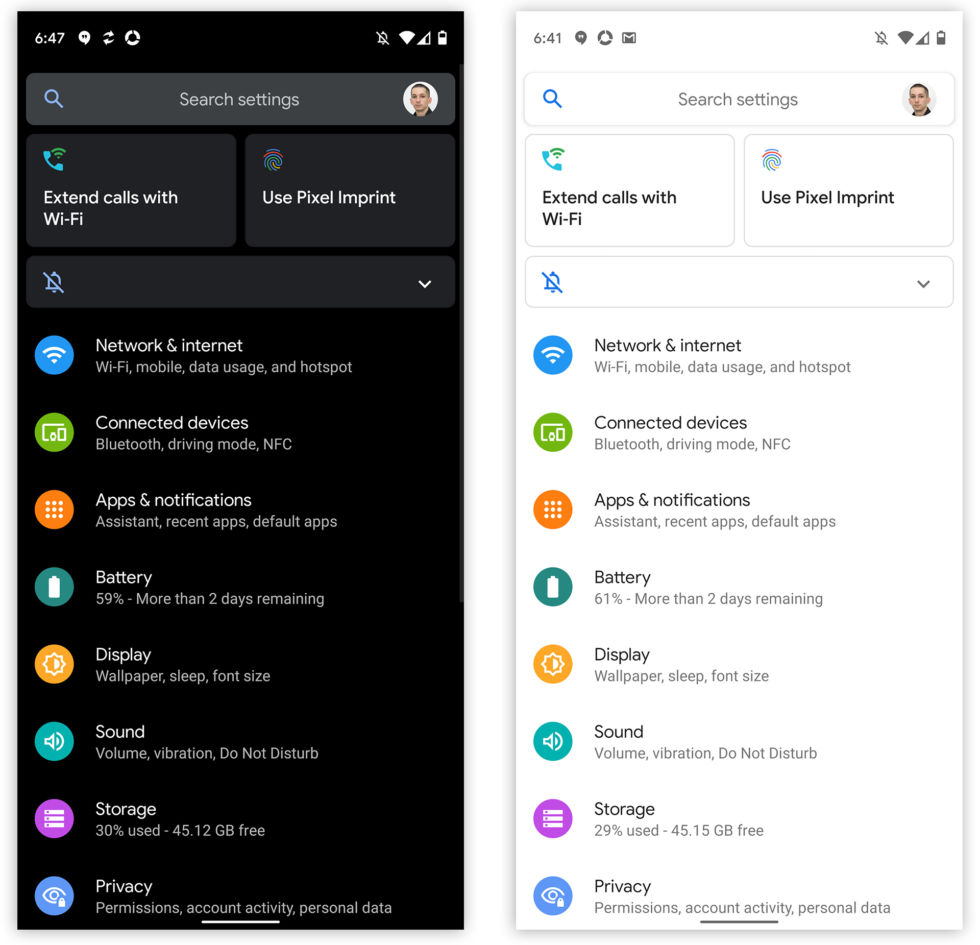 6:47
Search settings
Extend calls with
Wi-Fi
Use Pixel Imprint
Network & internet
Wi-Fi, mobile, data usage, and hotspot
Connected devices
Bluetooth, driving mode, NFC
Apps & notifications
Assistant, recent apps, default apps
Battery
59% - More than 2 days remaining
Display
Wallpaper, sleep, font size
Sound
Volume, vibration, Do Not Disturb
Storage
30% used - 45.12 GB free
Privacy
Permissions, account activity, personal data
6:41
Search settings
Extend calls with
Wi-Fi
Use Pixel Imprint
Network & internet
Wi-Fi, mobile, data usage, and hotspot
Connected devices
Bluetooth, driving mode, NFC
Apps & notifications
Assistant, recent apps, default apps
Battery
61% - More than 2 days remaining
Display
Wallpaper, sleep, font size
Sound
Volume, vibration, Do Not Disturb
Storage
29% used - 45.15 GB free
Privacy
Permissions, account activity, personal data